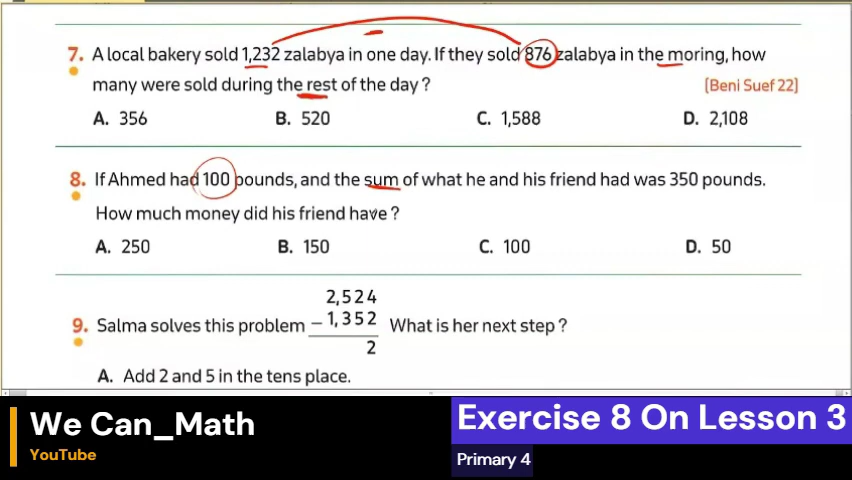 7. A local bakery sold 1,232 zalabya in one day. If they sold 876 zalabya in the moring, how
many were sold during the rest of the day ? [Beni Suef 22]
A. 356 B. 520 C. 1,588 D. 2,108
8. If Ahmed had 100 pounds, and the sum of what he and his friend had was 350 pounds.
How much money did his friend have ?
A. 250 B. 150 C. 100 D. 50
2,524
9. Salma solves this problem – 1,352 What is her next step ?
2
A. Add 2 and 5 in the tens place.
We Can_Math
YouTube
Exercise 8 On Lesson 3
Primary 4